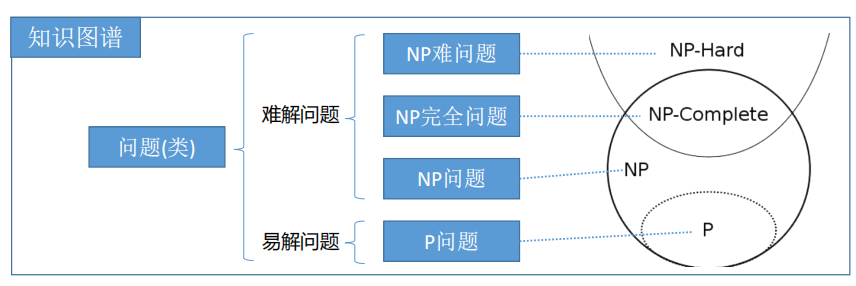 知识图谱
问题(类)
难解问题
易解问题
NP难问题
NP完全问题
NP问题
P问题
NP-Hard
NP-Complete
NP
P